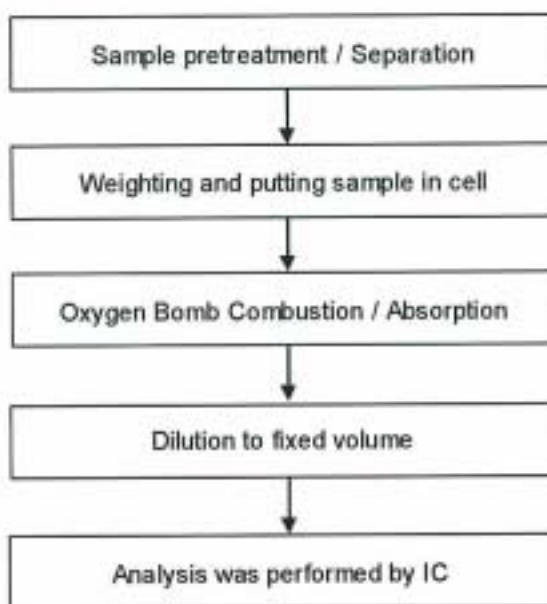 Sample pretreatment / Separation
Weighting and putting sample in cell
Oxygen Bomb Combustion / Absorption
Dilution to fixed volume
Analysis was performed by IC